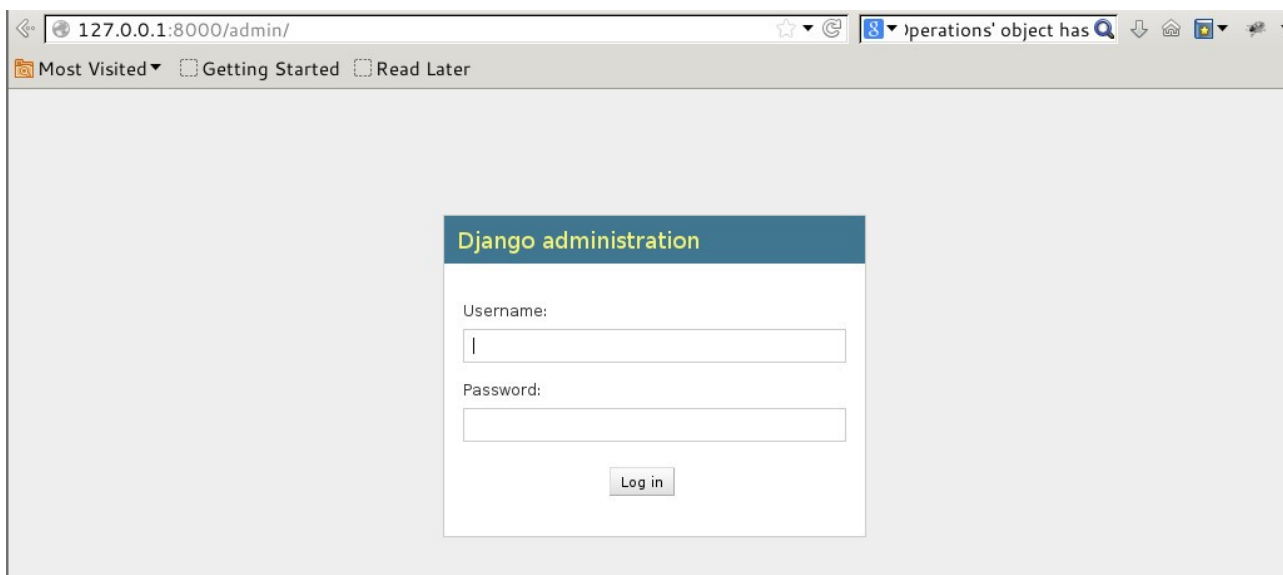 127.0.0.1:8000/admin/
8 )perations' object has
Most Visited Getting Started Read Later
Django administration
Username:
Password:
Log in